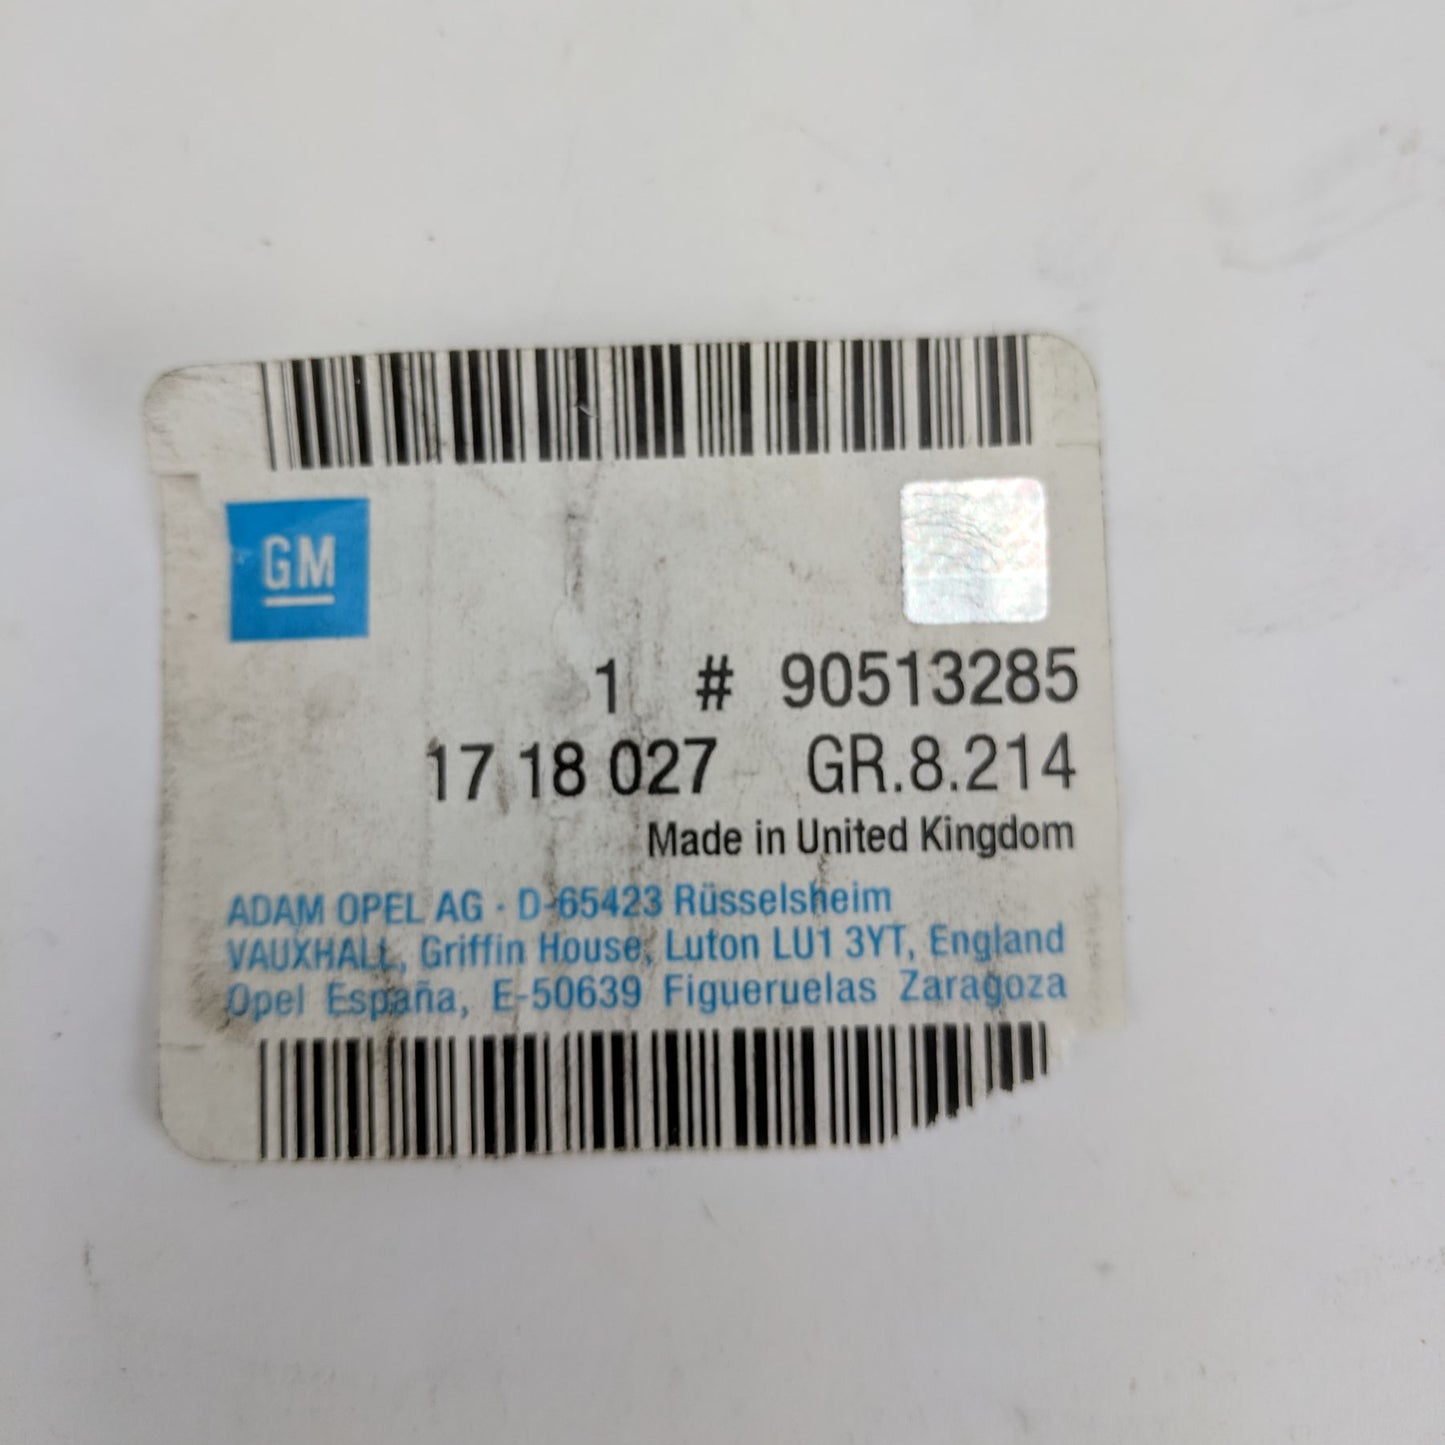 GM
1 # 90513285
17 18 027 GR.8.214
Made in United Kingdom
ADAM OPEL AG · D-65423 Rüsselsheim
VAUXHALL, Griffin House, Luton LU1 3YT, England
Opel España, E-50639 Figueruelas Zaragoza